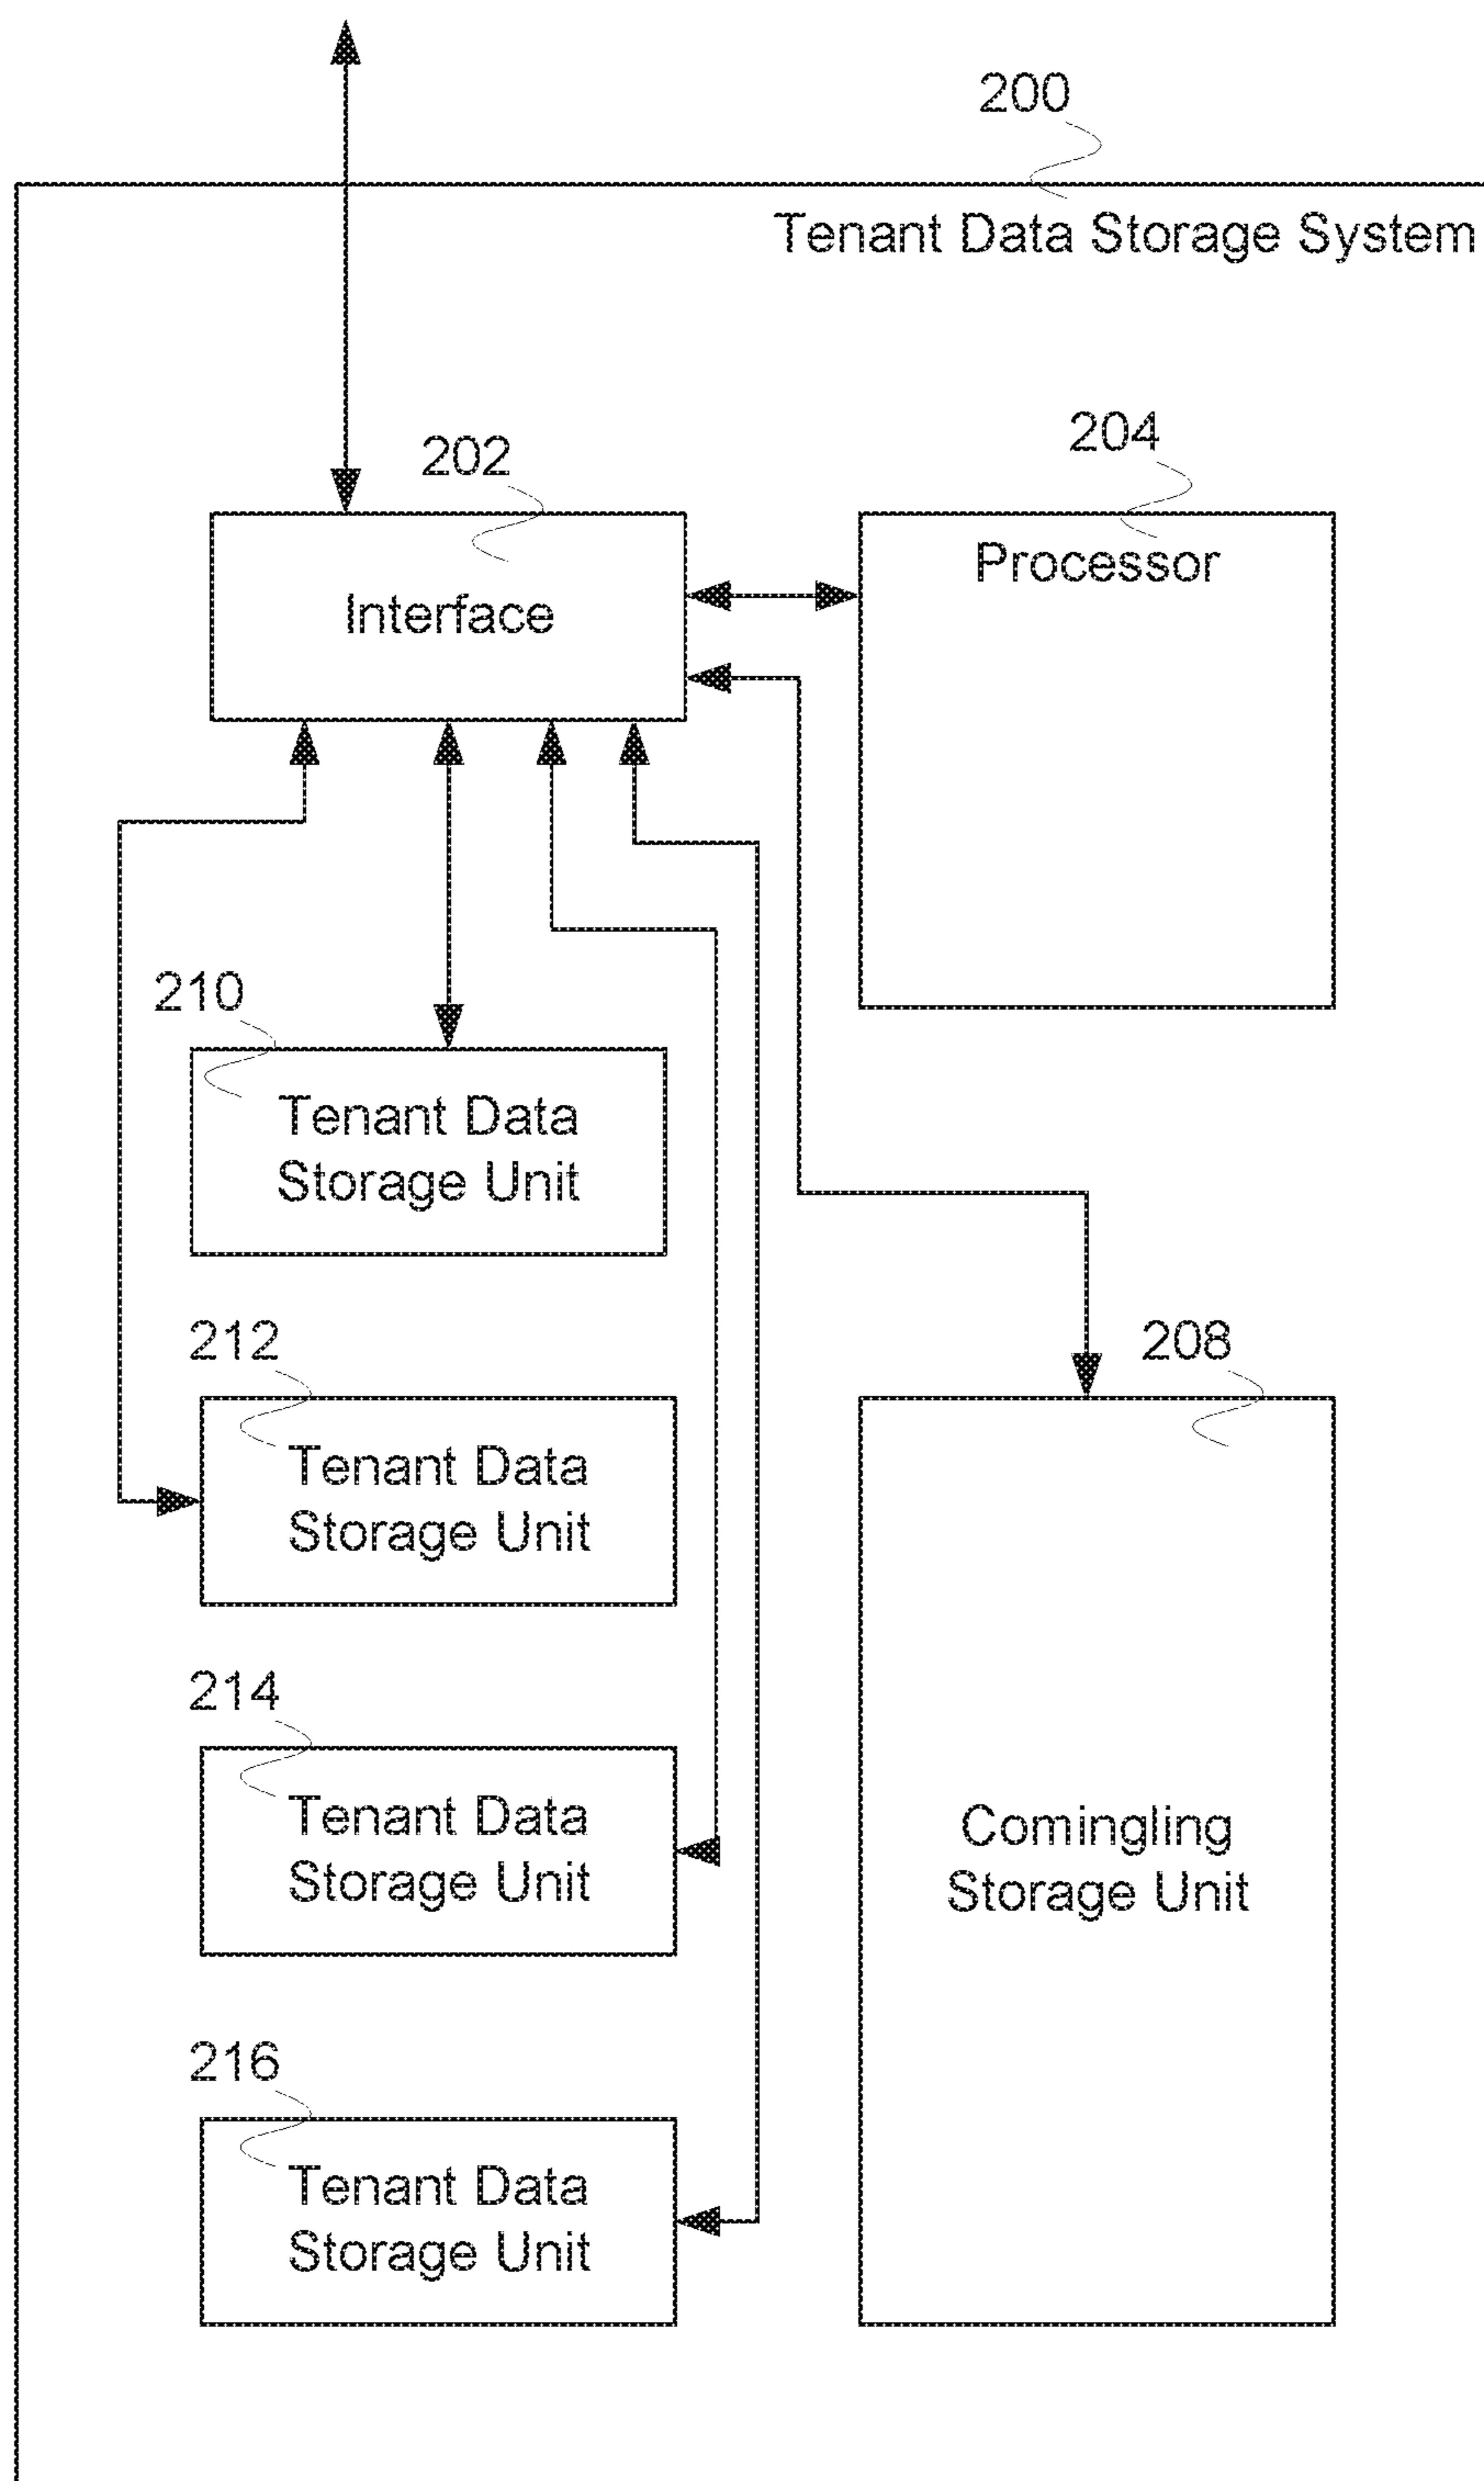 200
Tenant Data Storage System
202
204
Interface
Processor
210
Tenant Data
Storage Unit
212
Tenant Data
Storage Unit
208
214
Tenant Data
Storage Unit
Comingling
Storage Unit
216
Tenant Data
Storage Unit